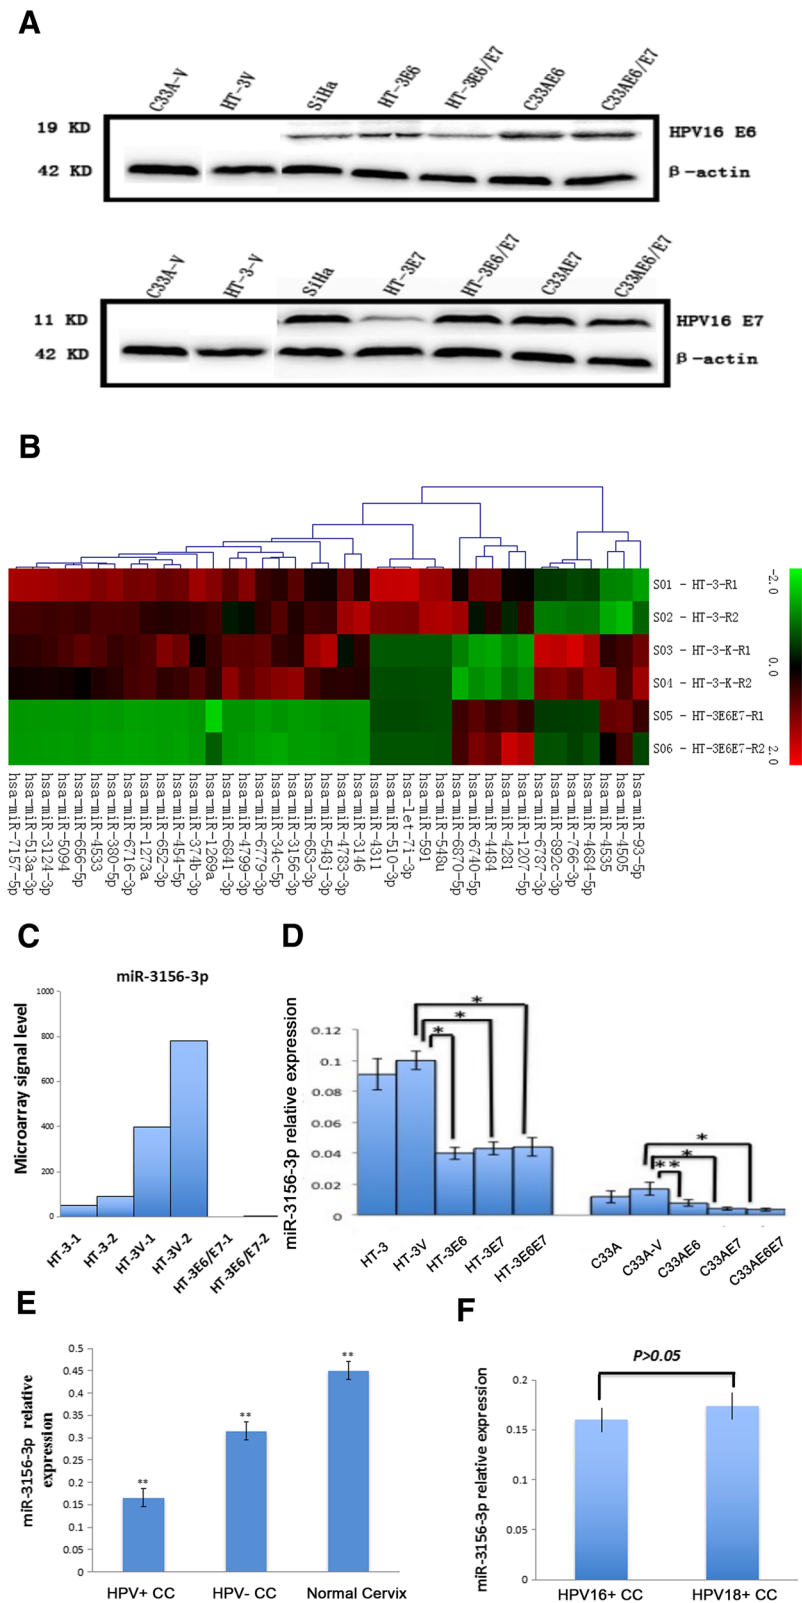 A
C33A-V
HT-3V
SiHa
HT-3E6
HT-3E6/E7
C33AE6
C33AE6/E7
19 KD
HPV16 E6
42 KD
β-actin
C33A-V
HT-3-V
SiHa
HT-3E7
HT-3E6/E7
C33AE7
C33AE6/E7
11 KD
HPV16 E7
42 KD
β-actin
B
S01 - HT-3-R1
S02 - HT-3-R2
S03 - HT-3-K-R1
S04 - HT-3-K-R2
S05 - HT-3E6E7-R1
S06 - HT-3E6E7-R2
-2.0
0.0
2.0
hsa-miR-7157-5p
hsa-miR-513a-3p
hsa-miR-3124-3p
hsa-miR-5094
hsa-miR-656-5p
hsa-miR-4533
hsa-miR-380-5p
hsa-miR-6716-3p
hsa-miR-1273a
hsa-miR-652-3p
hsa-miR-454-5p
hsa-miR-374b-3p
hsa-miR-1269a
hsa-miR-6841-3p
hsa-miR-4799-3p
hsa-miR-6779-3p
hsa-miR-34c-5p
hsa-miR-3156-3p
hsa-miR-653-3p
hsa-miR-548j-3p
hsa-miR-4783-3p
hsa-miR-3146
hsa-miR-4311
hsa-miR-510-3p
hsa-let-7i-3p
hsa-miR-591
hsa-miR-548u
hsa-miR-6870-5p
hsa-miR-6740-5p
hsa-miR-4484
hsa-miR-4281
hsa-miR-1207-5p
hsa-miR-6787-3p
hsa-miR-892c-3p
hsa-miR-766-3p
hsa-miR-4684-5p
hsa-miR-4535
hsa-miR-4505
hsa-miR-93-5p
C
miR-3156-3p
Microarray signal level
1000
800
600
400
200
0
HT-3-1
HT-3-2
HT-3V-1
HT-3V-2
HT-3E6/E7-1
HT-3E6/E7-2
D
miR-3156-3p relative expression
0.12
0.1
0.08
0.06
0.04
0.02
0
*
*
*
*
*
**
HT-3
HT-3V
HT-3E6
HT-3E7
HT-3E6E7
C33A
C33A-V
C33AE6
C33AE7
C33AE6E7
E
miR-3156-3p relative
expression
0.5
0.45
0.4
0.35
0.3
0.25
0.2
0.15
0.1
0.05
0
**
**
**
HPV+ CC
HPV- CC
Normal Cervix
F
miR-3156-3p relative expression
P>0.05
0.2
0.15
0.1
0.05
0
HPV16+ CC
HPV18+ CC